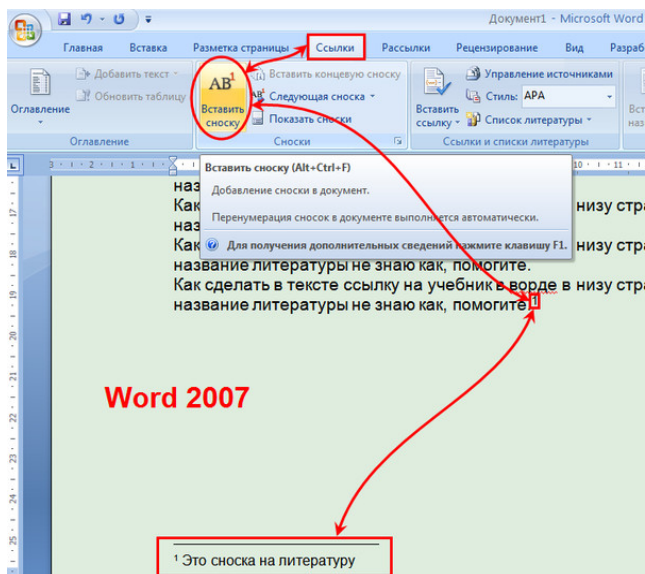 Документ1 - Microsoft Word
Главная Вставка Разметка страницы Ссылки Рассылки Рецензирование Вид Разраб
Оглавление
Добавить текст
Обновить таблицу
Оглавление
AB1
Вставить сноску
Вставить концевую сноску
Следующая сноска
Показать сноски
Сноски
Вставить ссылку
Управление источниками
Стиль: APA
Список литературы
Ссылки и списки литературы
Вставить сноску (Alt+Ctrl+F)
Добавление сноски в документ.
Перенумерация сносок в документе выполняется автоматически.
Для получения дополнительных сведений нажмите клавишу F1.
наз
Как низу стра
наз
Как низу стра
название литературы не знаю как, помогите.
Как сделать в тексте ссылку на учебник в ворде в низу стра
название литературы не знаю как, помогите.1
Word 2007
1 Это сноска на литературу